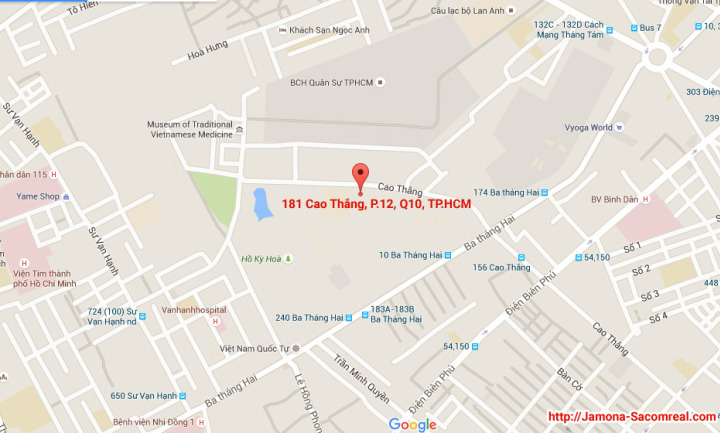 Tô Hiến
Câu lạc bộ Lan Anh
132C - 132D Cách
Mạng Tháng Tám
Bus 7
10, 3
Khách Sạn Ngọc Anh
Hoà Hưng
BCH Quân Sự TPHCM
303 Điện
239
Sư Vạn Hạnh
Museum of Traditional
Vietnamese Medicine
Vyoga World
nhân dân 115
Yame Shop
Cao Thắng
174 Ba tháng Hai
BV Bình Dân
181 Cao Thắng, P.12, Q10, TP.HCM
Sư Vạn Hạnh
Ba tháng Hai
Số 1
Hồ Kỳ Hoà
10 Ba Tháng Hai
156 Cao Thắng
54,150
Số 2
Viện Tim thành
phố Hồ Chí Minh
448
Số 3
Điện Biên Phủ
724 (100) Sư
Vạn Hạnh nd
Vanhanhospital
240 Ba Tháng Hai
183A-183B
Ba Tháng Hai
Số 4
Cao Thắng
Việt Nam Quốc Tự
54,150
Trần Minh Quyền
Bàn Cờ
650 Sư Vạn Hạnh
Ba tháng Hai
Lê Hồng Phong
Điện Biên Phủ
Bệnh viện Nhi Đồng 1
Google
http://Jamona-Sacomreal.com/